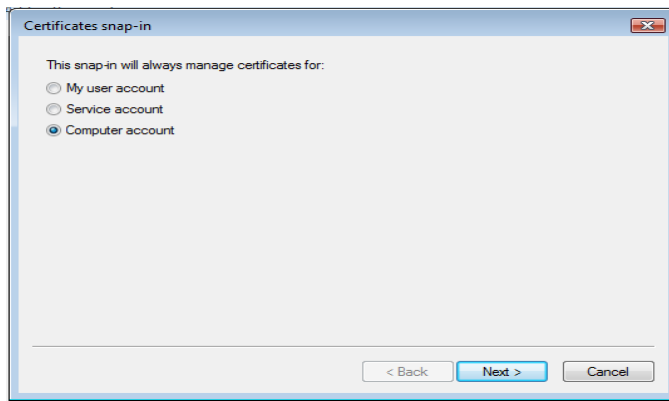 Certificates snap-in
This snap-in will always manage certificates for:
My user account
Service account
Computer account
< Back Next > Cancel